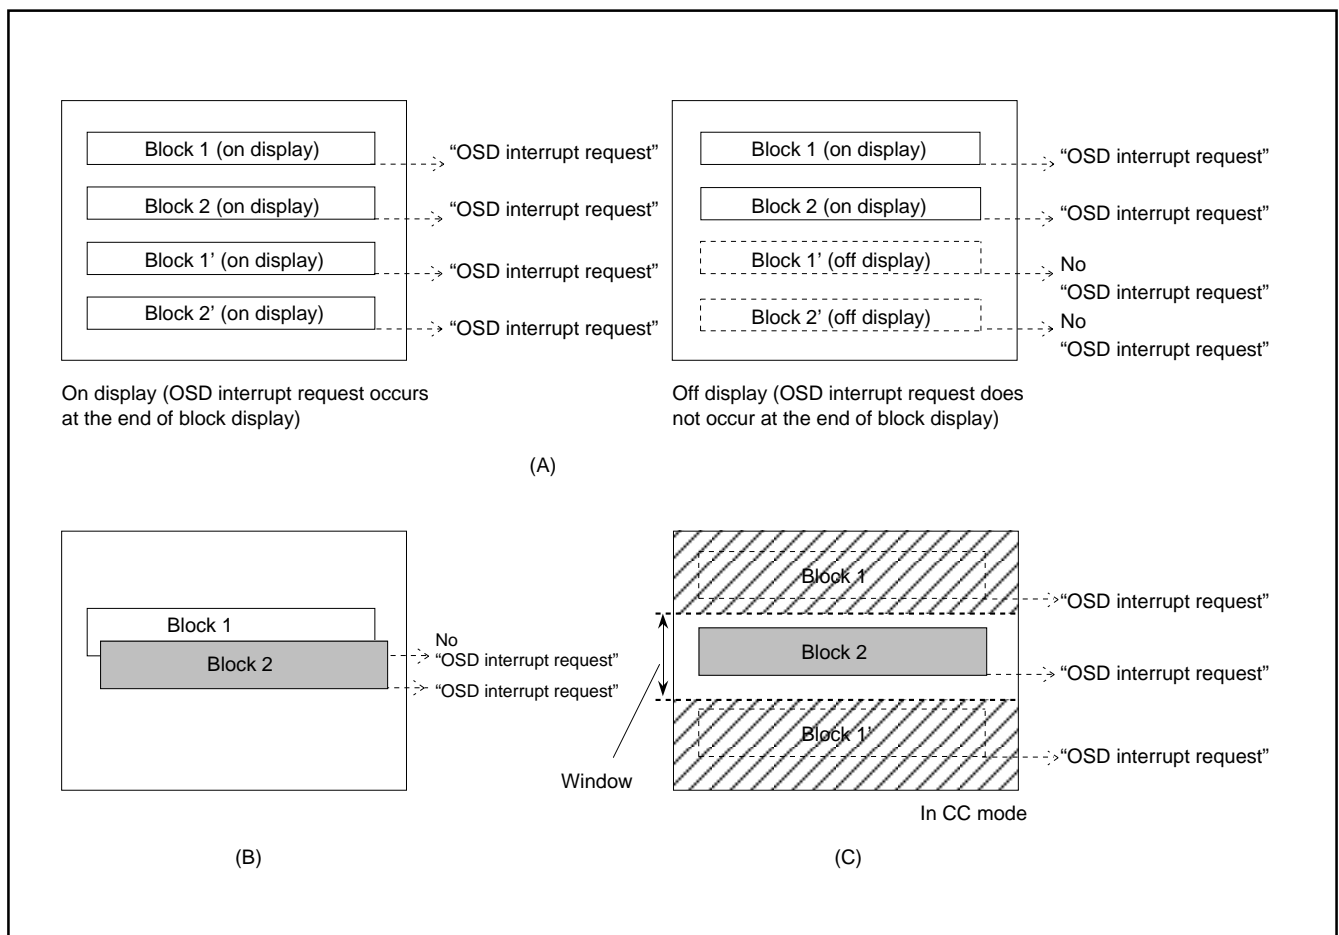 Block 1 (on display)
“OSD interrupt request”
Block 2 (on display)
“OSD interrupt request”
Block 1’ (on display)
“OSD interrupt request”
Block 2’ (on display)
“OSD interrupt request”
On display (OSD interrupt request occurs
at the end of block display)
Block 1 (on display)
“OSD interrupt request”
Block 2 (on display)
“OSD interrupt request”
Block 1’ (off display)
No
“OSD interrupt request”
Block 2’ (off display)
No
“OSD interrupt request”
Off display (OSD interrupt request does
not occur at the end of block display)
(A)
Block 1
Block 2
No
“OSD interrupt request”
“OSD interrupt request”
(B)
Block 1
“OSD interrupt request”
Block 2
“OSD interrupt request”
Block 1’
“OSD interrupt request”
Window
In CC mode
(C)